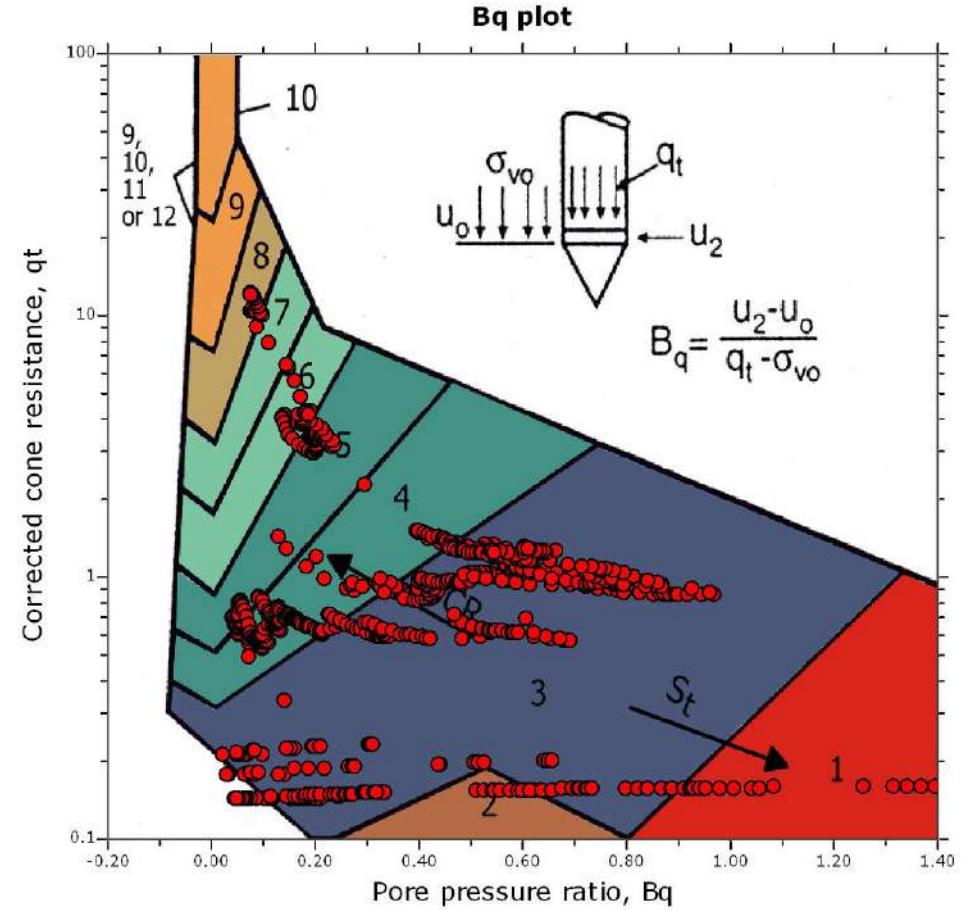 Bq plot
Corrected cone resistance, qt
100
10
1
0.1
-0.20
0.00
0.20
0.40
0.60
0.80
1.00
1.20
1.40
Pore pressure ratio, Bq
10
9,
10,
11
or 12
9
8
7
6
5
4
3
2
1
σvo
qt
uo
u2
Bq= u2-uo
qt-σvo
St